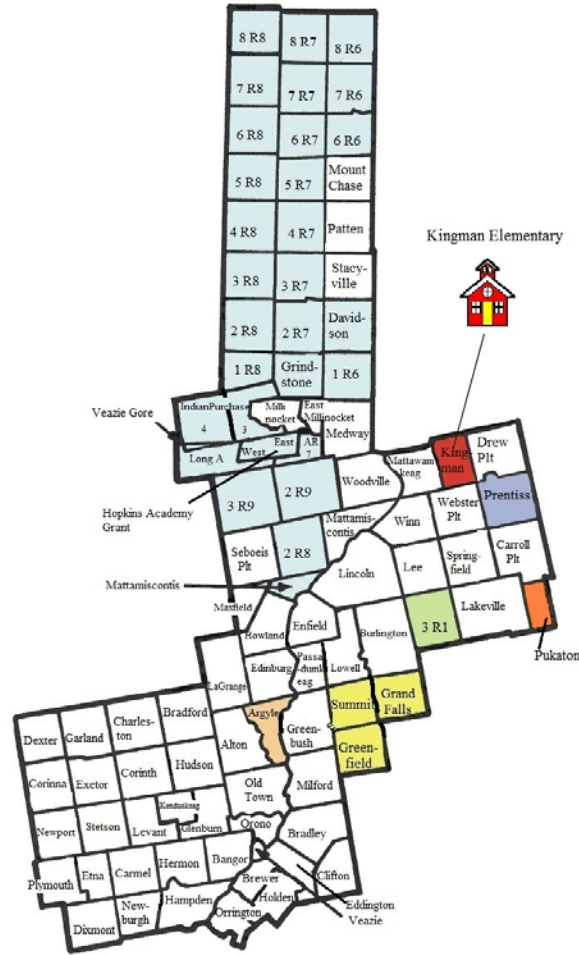 8 R8
8 R7
8 R6
7 R8
7 R7
7 R6
6 R8
6 R7
6 R6
5 R8
5 R7
Mount
Chase
4 R8
4 R7
Patten
Kingman Elementary
3 R8
3 R7
Stacy-
ville
2 R8
2 R7
David-
son
1 R8
Grind-
stone
1 R6
Veazie Gore
IndianPurchase
4
3
Milli
nocket
East
Millinocket
Medway
Long A
West
East
AR
7
Hopkins Academy
Grant
3 R9
2 R9
Woodville
Mattawam
keag
King-
man
Drew
Plt
Prentiss
Webster
Plt
Winn
Mattamis-
contis
Seboeis
Plt
2 R8
Mattamiscontis
Lincoln
Lee
Spring-
field
Carroll
Plt
Maxfield
Howland
Enfield
Burlington
3 R1
Lakeville
Pukaton
Edinburg
Passa
dumk
eag
Lowell
LaGrange
Argyle
Summit
Grand
Falls
Green-
bush
Green-
field
Dexter
Garland
Charles-
ton
Bradford
Alton
Hudson
Corinna
Exetor
Corinth
Old
Town
Milford
Kenduskeag
Newport
Stetson
Levant
Glenburn
Orono
Bradley
Plymouth
Etna
Carmel
Hermon
Bangor
Clifton
Brewer
Eddington
Veazie
Holden
Dixmont
New-
burgh
Hampden
Orrington